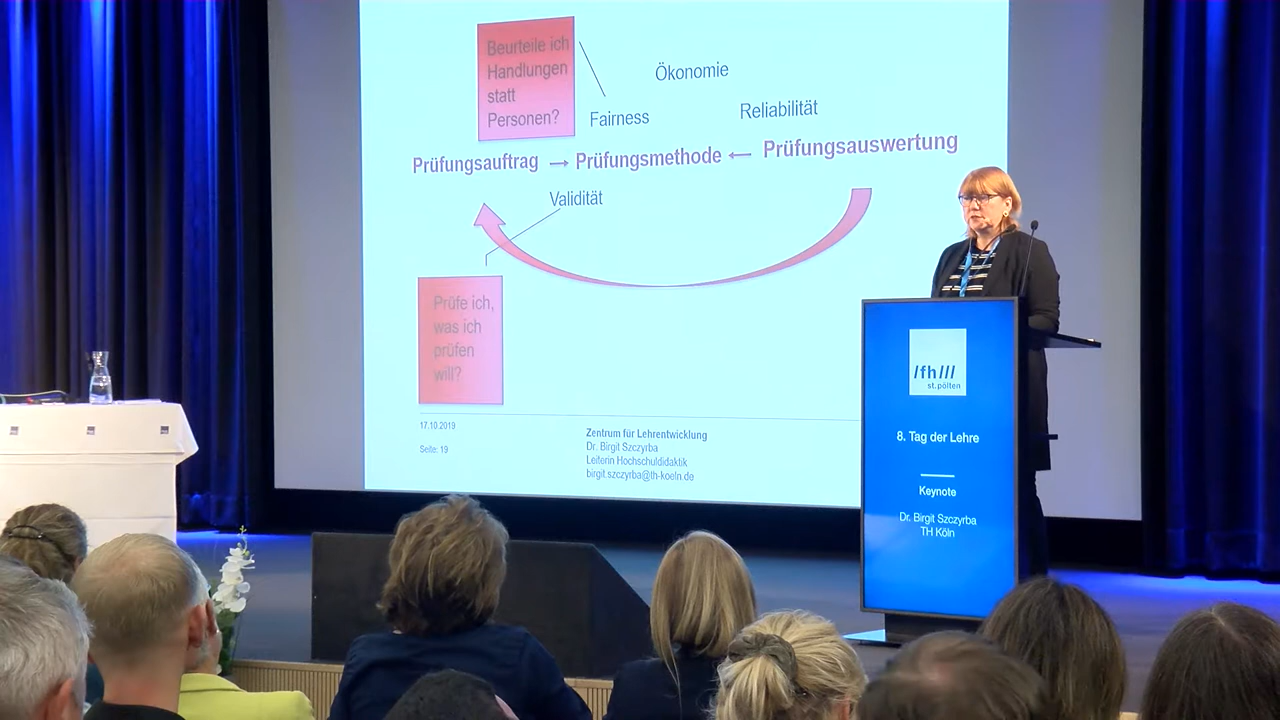 Beurteile ich
Handlungen
statt
Personen?
Ökonomie
Fairness
Reliabilität
Prüfungsauftrag → Prüfungsmethode ← Prüfungsauswertung
Validität
Prüfe ich,
was ich
prüfen
will?
17.10.2019
Seite: 19
Zentrum für Lehrentwicklung
Dr. Birgit Szczyrba
Leiterin Hochschuldidaktik
birgit.szczyrba@th-koeln.de
/fh///
st.pölten
8. Tag der Lehre
Keynote
Dr. Birgit Szczyrba
TH Köln